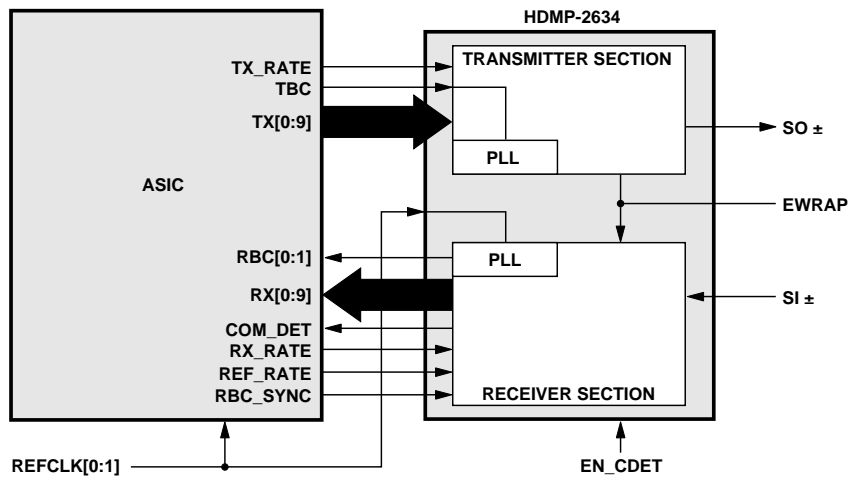 HDMP-2634
TRANSMITTER SECTION
TX_RATE
TBC
TX[0:9]
SO ±
PLL
ASIC
EWRAP
RBC[0:1]
PLL
RX[0:9]
SI ±
COM_DET
RX_RATE
REF_RATE
RBC_SYNC
RECEIVER SECTION
REFCLK[0:1]
EN_CDET